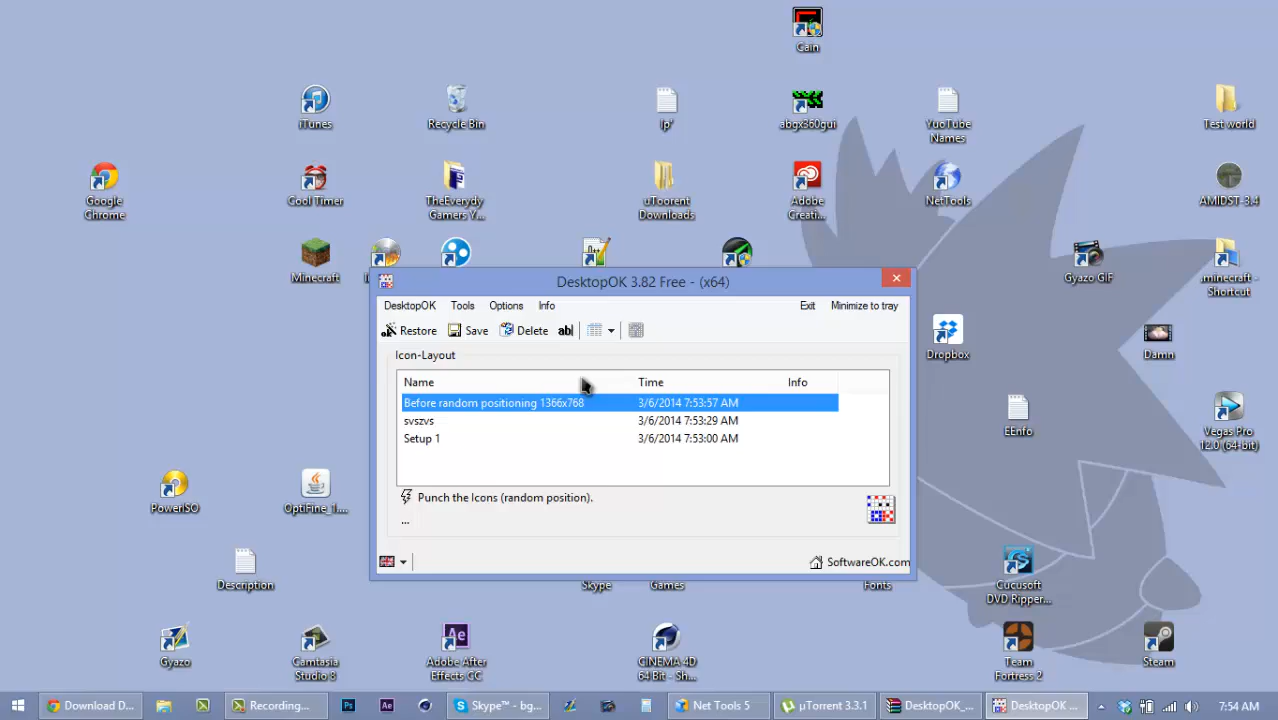 Cain
iTunes
Recycle Bin
lp'
abgx360gui
YuoTube
Names
Test world
Google
Chrome
Cool Timer
TheEverydy
Gamers Y...
uToorent
Downloads
Adobe
Creati...
NetTools
AMIDST-3.4
Minecraft
Gyazo GIF
.minecraft -
Shortcut
DesktopOK 3.82 Free - (x64)
DesktopOK Tools Options Info Exit Minimize to tray
Restore Save Delete ab|
Icon-Layout
Name Time Info
Before random positioning 1366x768 3/6/2014 7:53:57 AM
svszvs 3/6/2014 7:53:29 AM
Setup 1 3/6/2014 7:53:00 AM
Punch the Icons (random position).
...
SoftwareOK.com
Dropbox
Damn
EEnfo
Vegas Pro
12.0 (64-bit)
PowerISO
OptiFine_1....
Description
Skype
Games
Fonts
Cucusoft
DVD Ripper...
Gyazo
Camtasia
Studio 8
Adobe After
Effects CC
CINEMA 4D
64 Bit - Sh...
Team
Fortress 2
Steam
Download D... Recording... Skype™ - bg... Net Tools 5 µTorrent 3.3.1 DesktopOK_... DesktopOK ... 7:54 AM